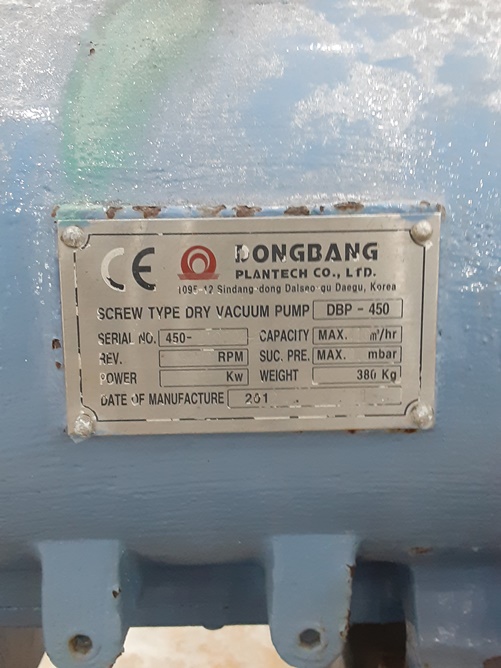 CE
DONGBANG
PLANTECH CO., LTD.
Sindang-dong Dalseo-gu Daegu, Korea
SCREW TYPE DRY VACUUM PUMP DBP - 450
SERIAL NO. 450- CAPACITY MAX. m³/hr
REV. RPM SUC. PRE. MAX. mbar
POWER Kw WEIGHT 380 Kg
DATE OF MANUFACTURE 201